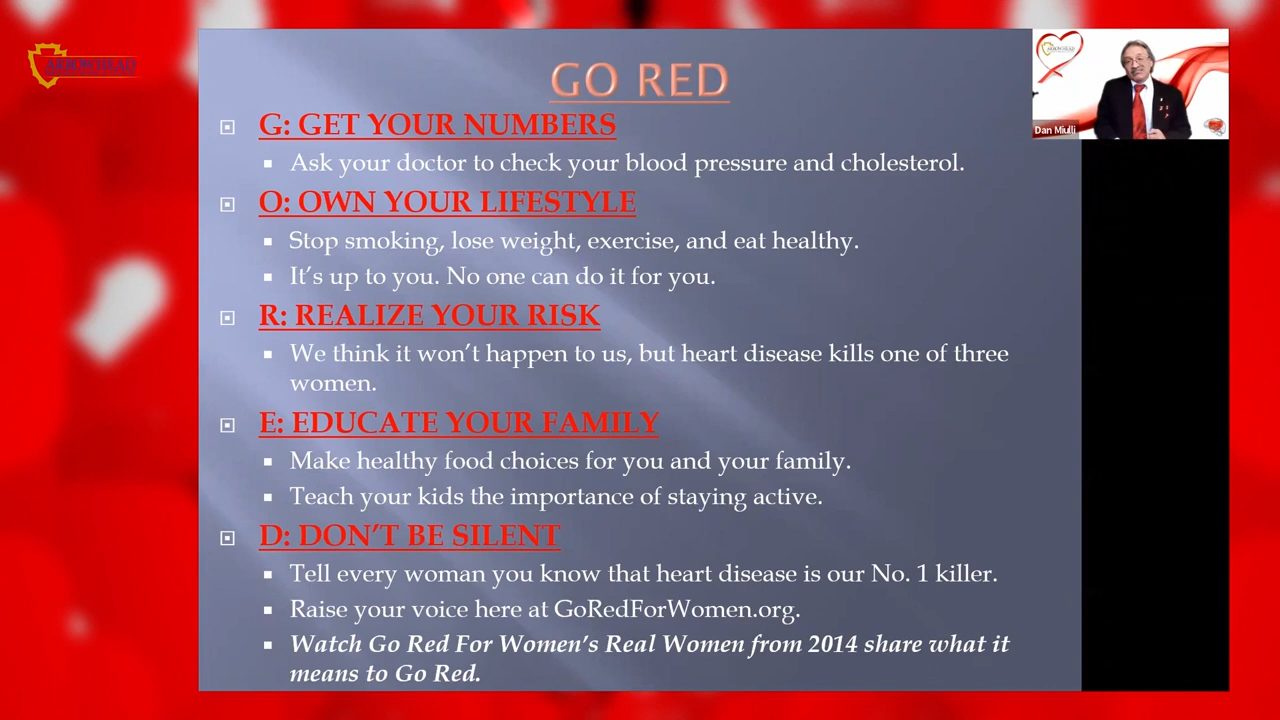 ARROWHEAD
GO RED
G: GET YOUR NUMBERS
Ask your doctor to check your blood pressure and cholesterol.
O: OWN YOUR LIFESTYLE
Stop smoking, lose weight, exercise, and eat healthy.
It’s up to you. No one can do it for you.
R: REALIZE YOUR RISK
We think it won’t happen to us, but heart disease kills one of three
women.
E: EDUCATE YOUR FAMILY
Make healthy food choices for you and your family.
Teach your kids the importance of staying active.
D: DON’T BE SILENT
Tell every woman you know that heart disease is our No. 1 killer.
Raise your voice here at GoRedForWomen.org.
Watch Go Red For Women’s Real Women from 2014 share what it
means to Go Red.
ARROWHEAD
Dan Miulli